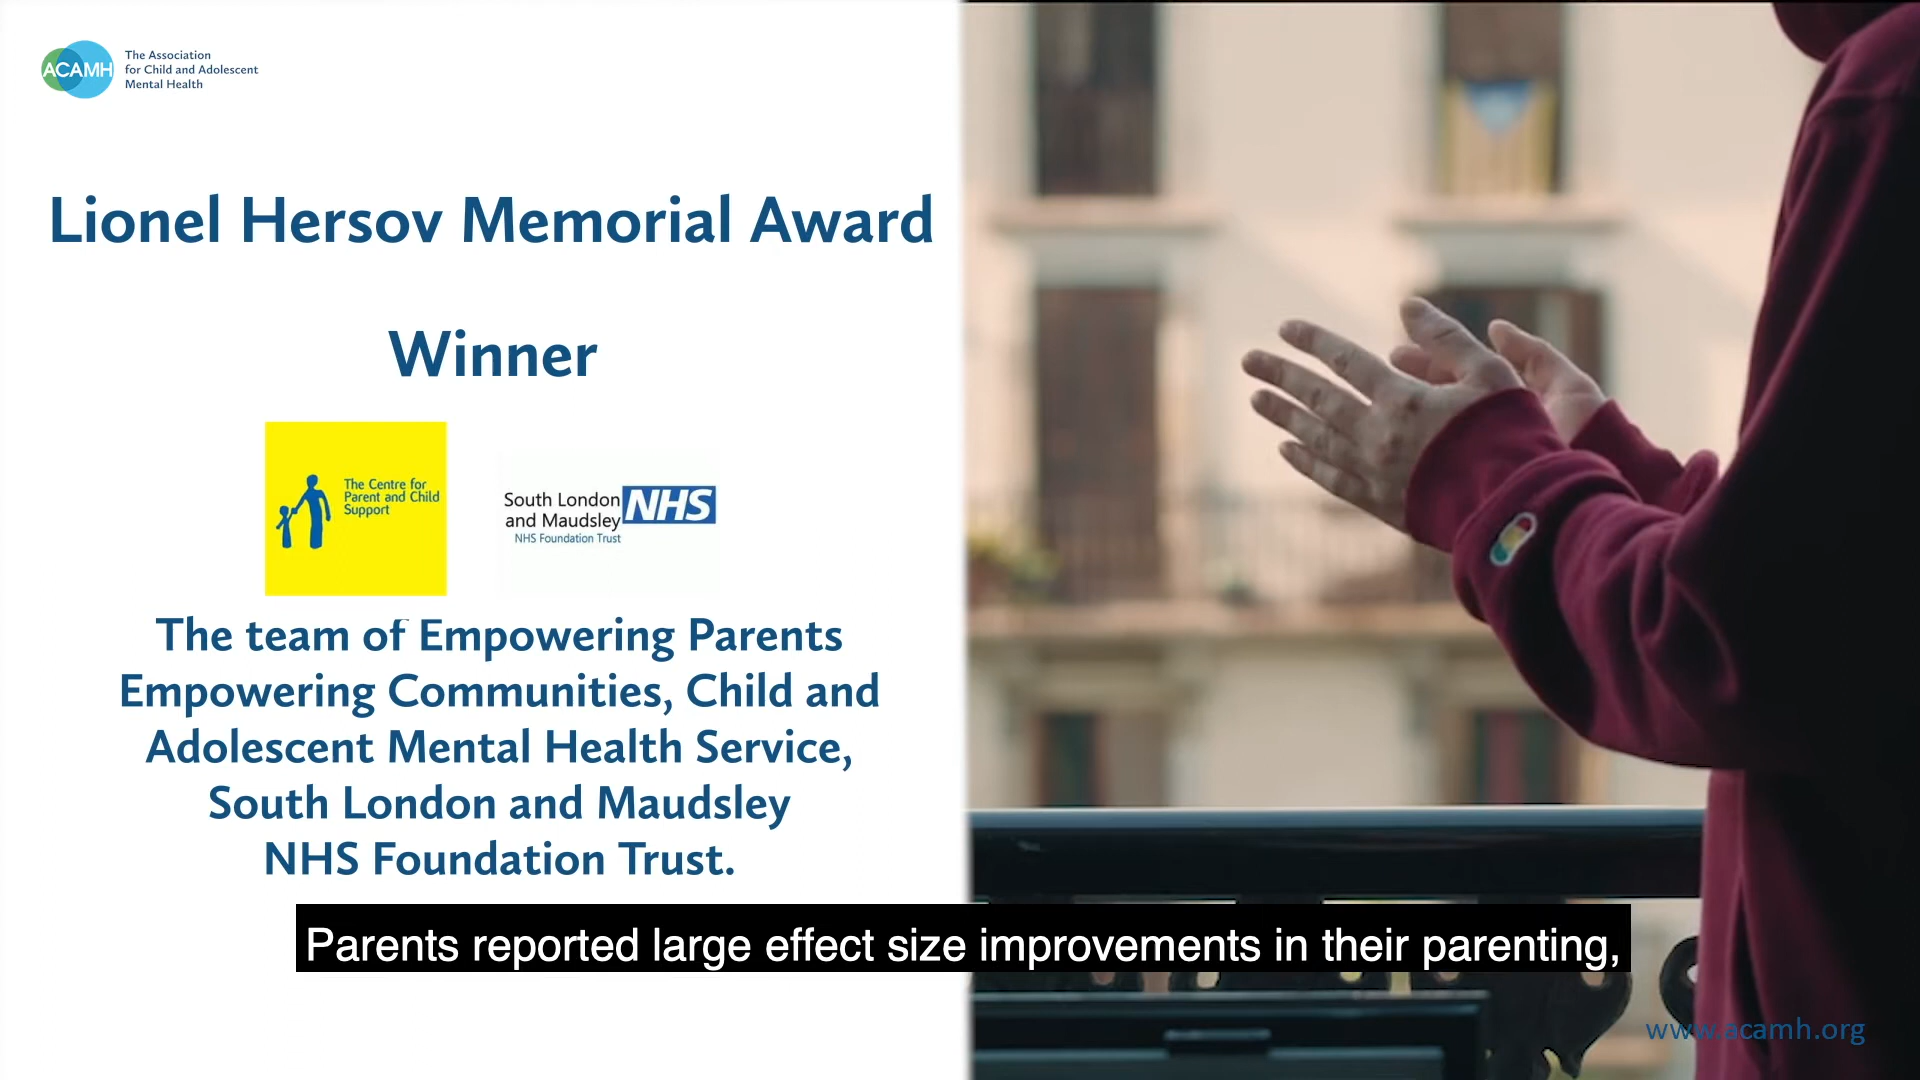 ACAMH
The Association
for Child and Adolescent
Mental Health
Lionel Hersov Memorial Award
Winner
The Centre for
Parent and Child
Support
South London
and Maudsley
NHS
NHS Foundation Trust
The team of Empowering Parents
Empowering Communities, Child and
Adolescent Mental Health Service,
South London and Maudsley
NHS Foundation Trust.
Parents reported large effect size improvements in their parenting,
www.acamh.org